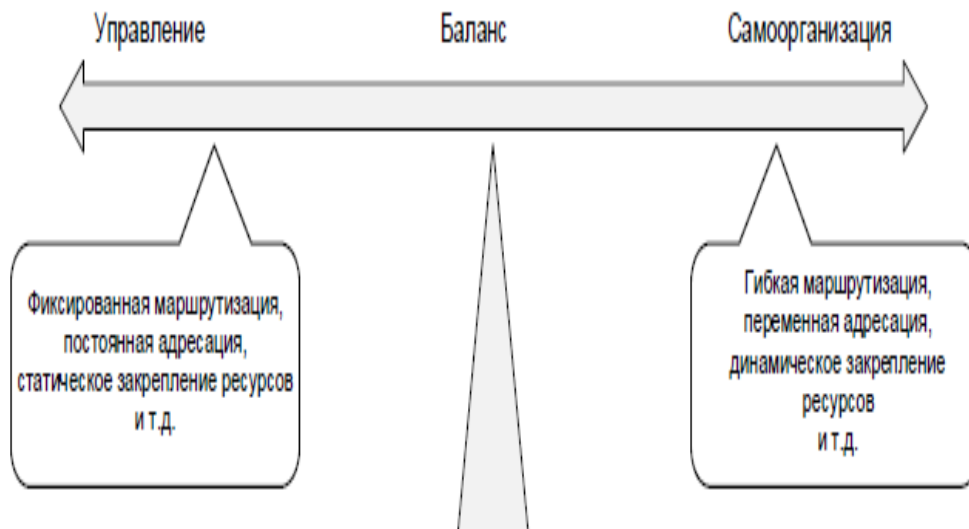 Управление
Баланс
Самоорганизация
Фиксированная маршрутизация,
постоянная адресация,
статическое закрепление ресурсов
и т.д.
Гибкая маршрутизация,
переменная адресация,
динамическое закрепление
ресурсов
и т.д.